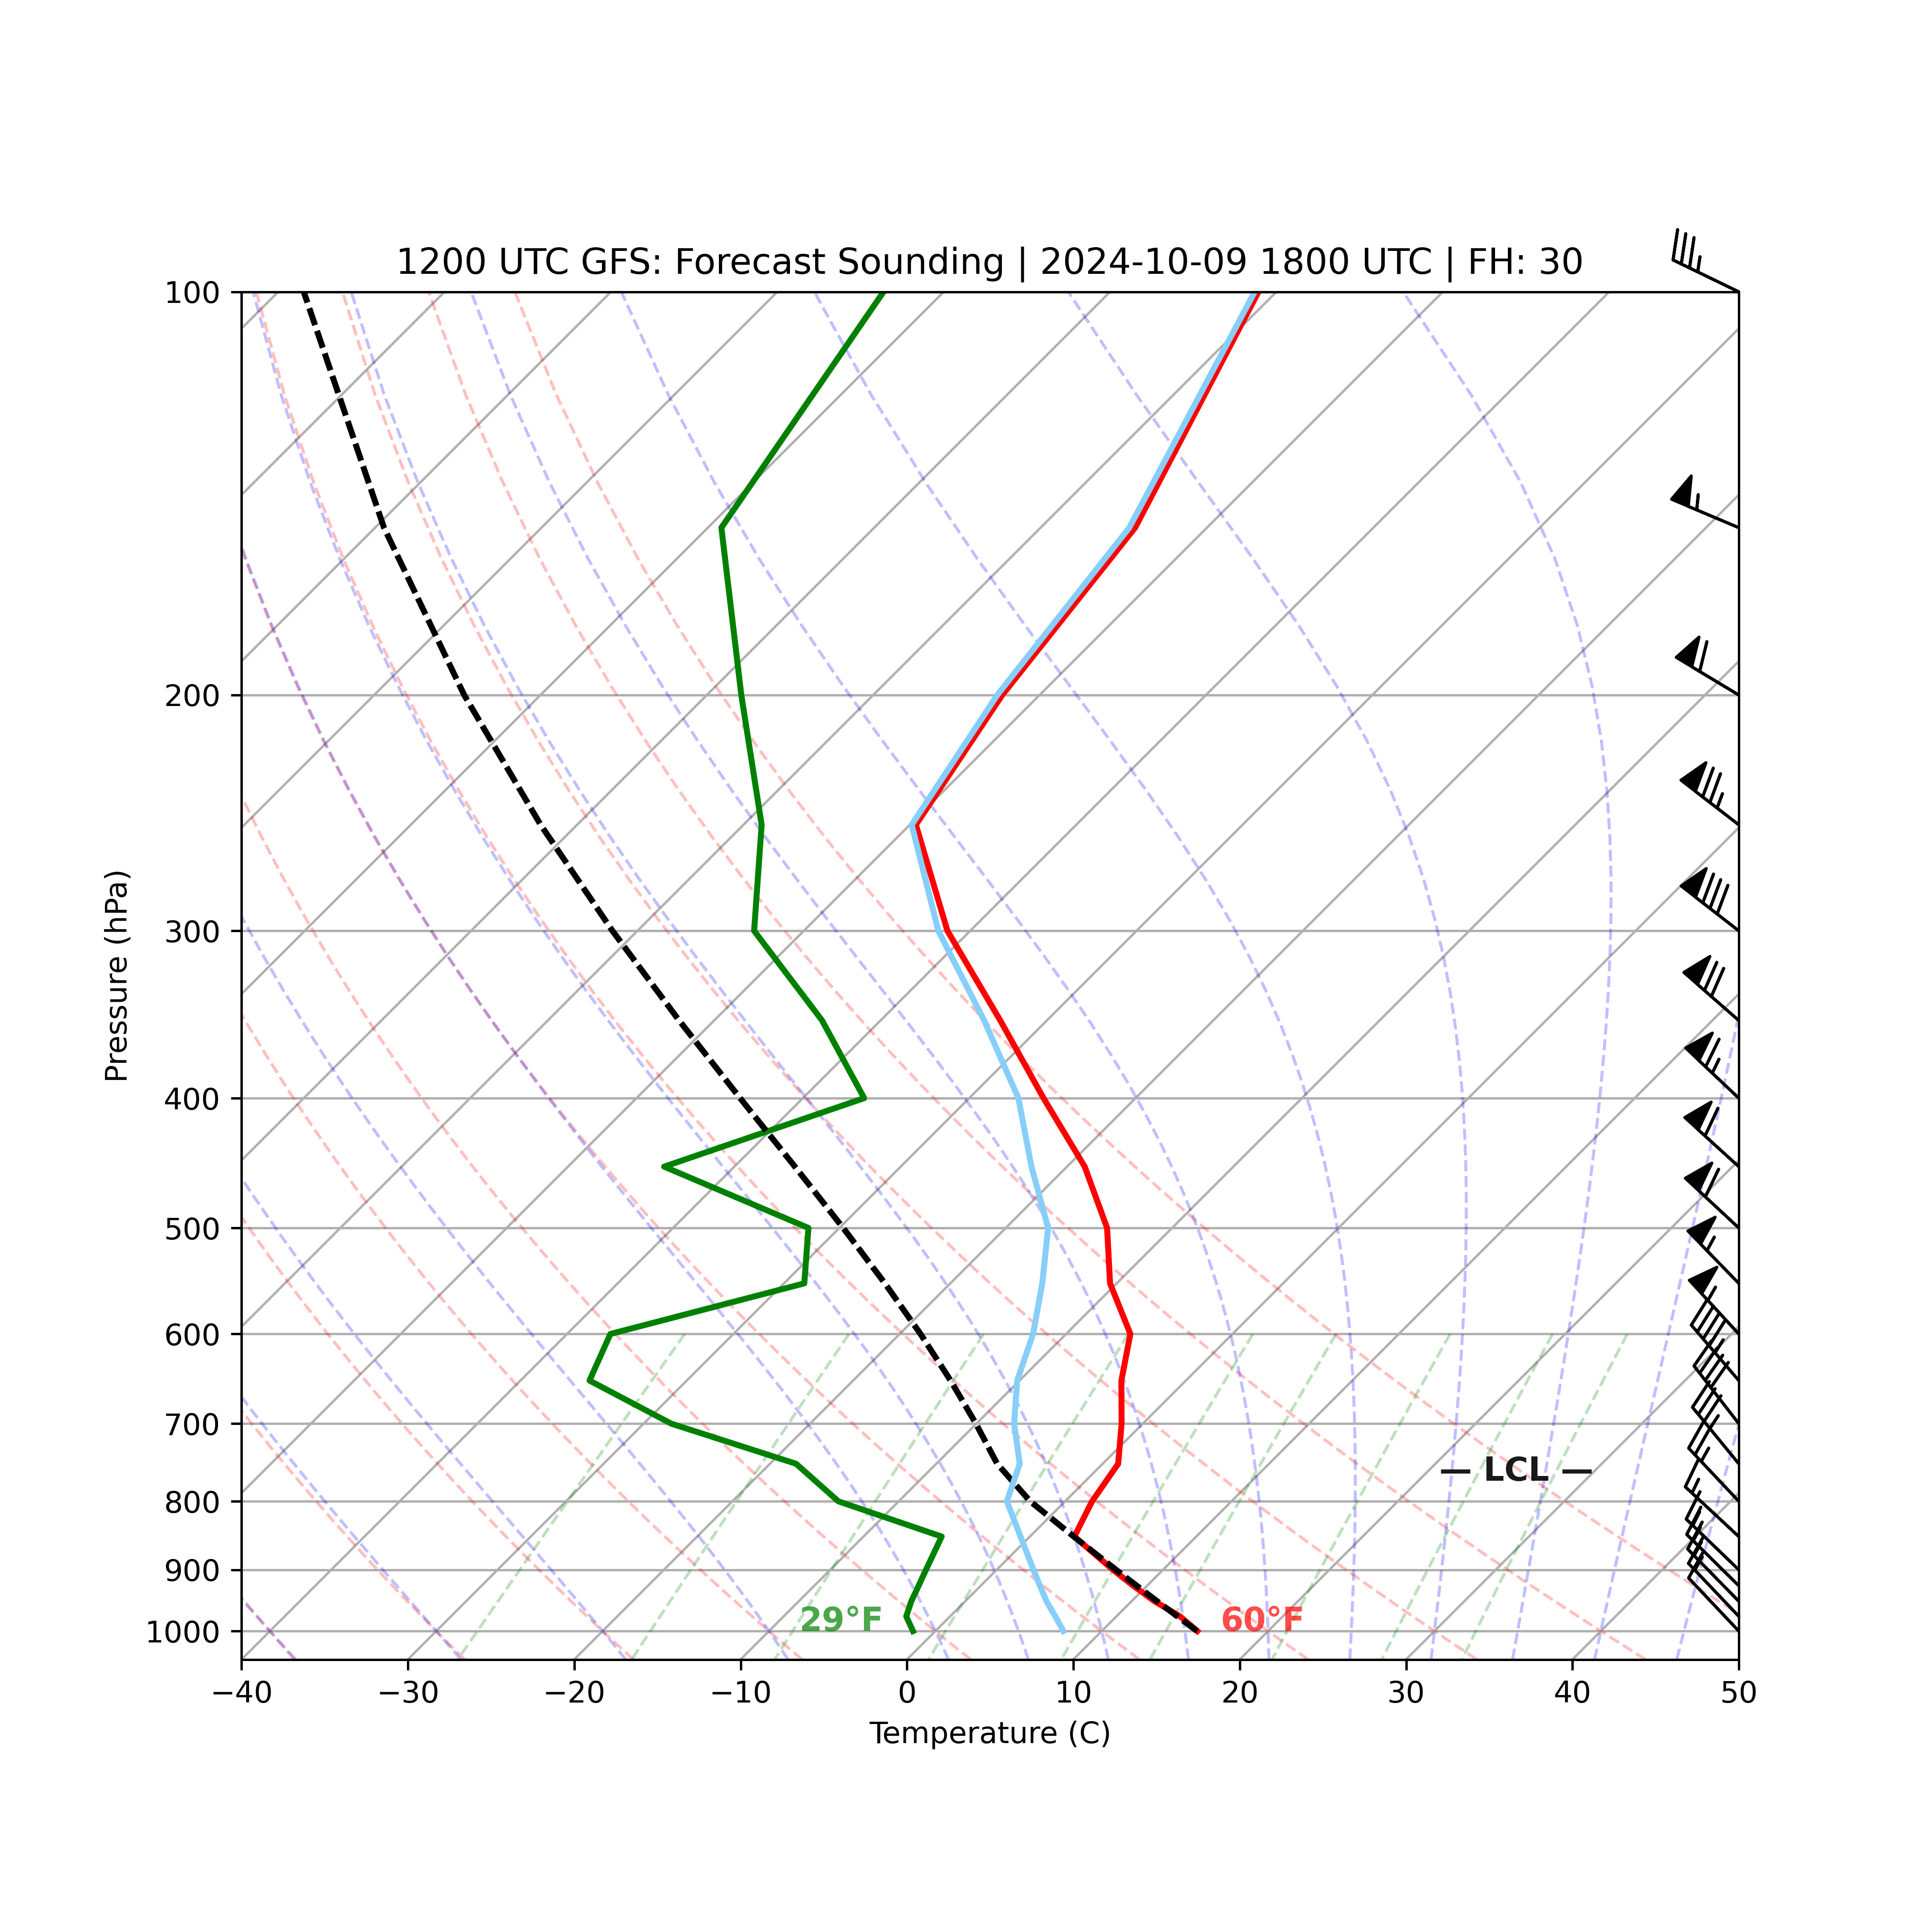 1200 UTC GFS: Forecast Sounding | 2024-10-09 1800 UTC | FH: 30
100
200
300
400
500
600
700
800
900
1000
Pressure (hPa)
— LCL —
29°F
60°F
−40 −30 −20 −10 0 10 20 30 40 50
Temperature (C)